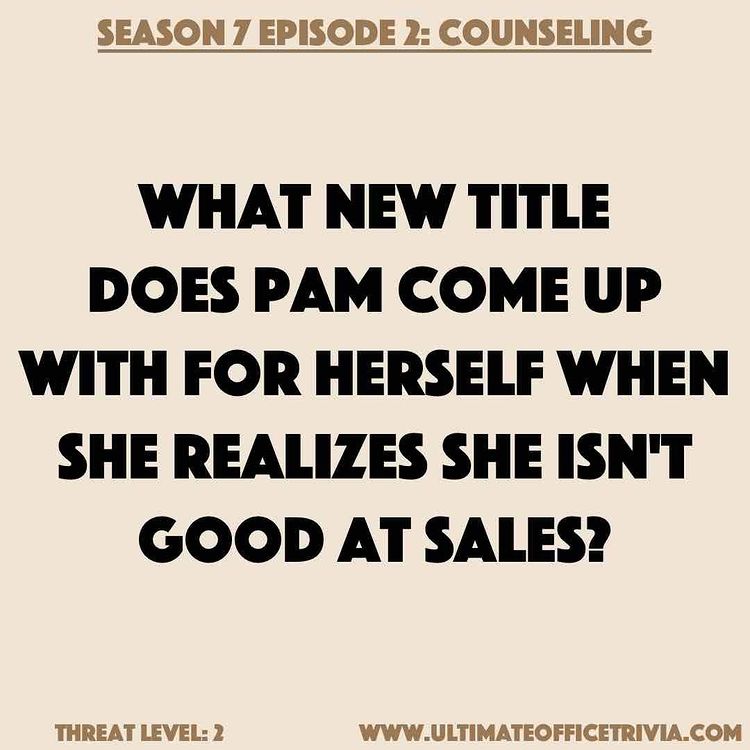 SEASON 7 EPISODE 2: COUNSELING
WHAT NEW TITLE
DOES PAM COME UP
WITH FOR HERSELF WHEN
SHE REALIZES SHE ISN'T
GOOD AT SALES?
THREAT LEVEL: 2
WWW.ULTIMATEOFFICETRIVIA.COM